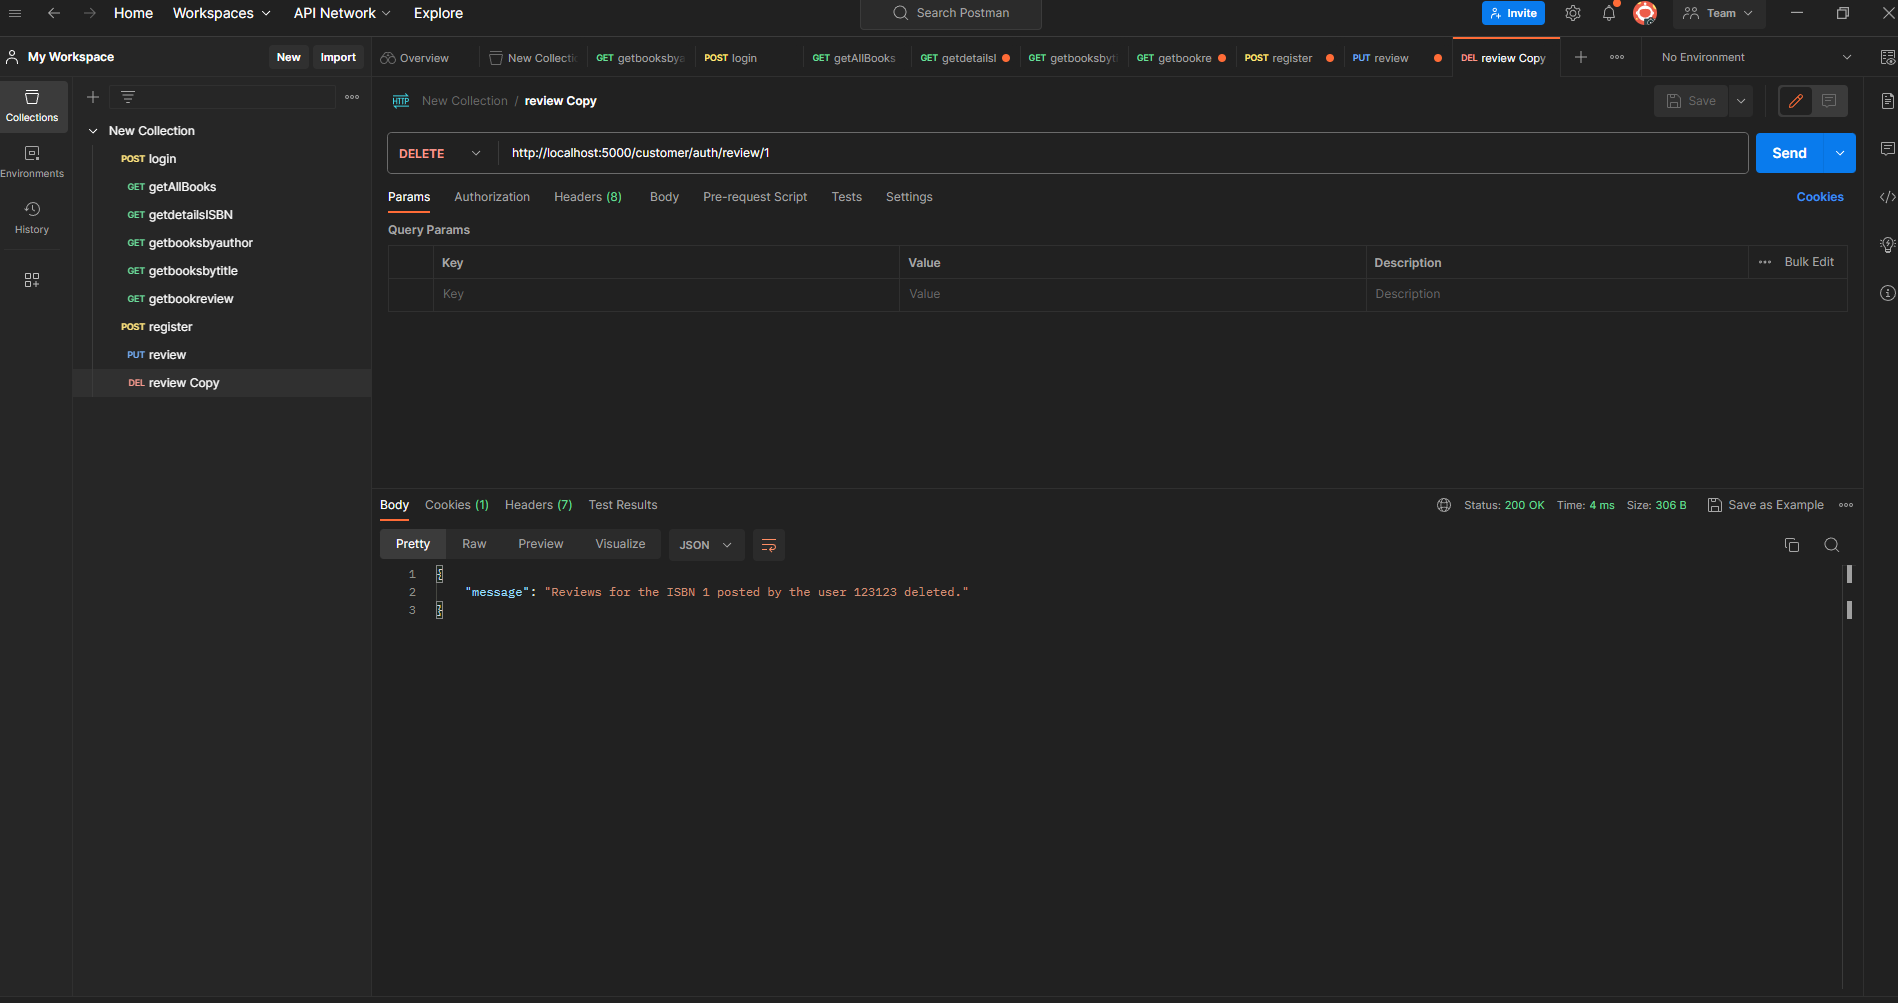 Home Workspaces API Network Explore Search Postman Invite Team
My Workspace New Import Overview New Collectio GET getbooksbya POST login GET getAllBooks GET getdetailsI GET getbooksbyti GET getbookre POST register PUT review DEL review Copy No Environment
Collections
Environments
History
New Collection
POST login
GET getAllBooks
GET getdetailsISBN
GET getbooksbyauthor
GET getbooksbytitle
GET getbookreview
POST register
PUT review
DEL review Copy
HTTP New Collection / review Copy Save
DELETE http://localhost:5000/customer/auth/review/1 Send
Params Authorization Headers (8) Body Pre-request Script Tests Settings Cookies
Query Params
Key Value Description Bulk Edit
Key Value Description
Body Cookies (1) Headers (7) Test Results Status: 200 OK Time: 4 ms Size: 306 B Save as Example
Pretty Raw Preview Visualize JSON
1 {
2 "message": "Reviews for the ISBN 1 posted by the user 123123 deleted."
3 }